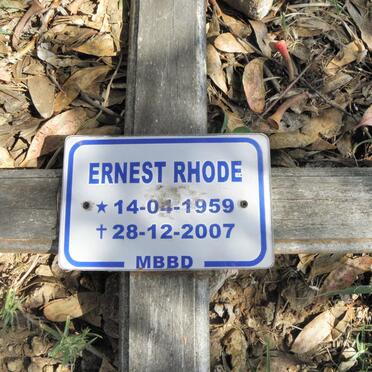 ERNEST RHODE
★ 14-04-1959
✝ 28-12-2007
MBBD